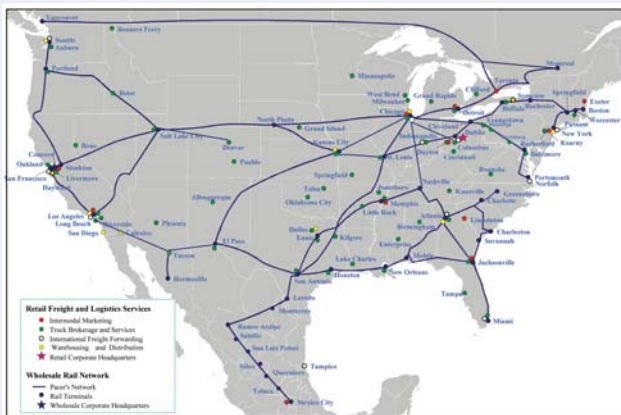 Vancouver
Bonners Ferry
Seattle
Auburn
Portland
Boise
Minneapolis
West Bend
Milwaukee
Grand Rapids
Clifford
Toronto
Montreal
Syracuse
Buffalo
Rochester
Springfield
Exeter
Boston
Worcester
Chicago
Detroit
Cleveland
Youngstown
North Platte
Grand Island
Salt Lake City
Reno
Denver
Pueblo
Kansas City
St. Louis
Indianapolis
Dayton
Dublin
Columbus
Cincinnati
Rutherford
Baltimore
New York
Kearny
Portsmouth
Norfolk
Roanoke
Concord
Oakland
San Francisco
Hayward
Stockton
Livermore
Springfield
Tulsa
Oklahoma City
Albuquerque
Jonesboro
Memphis
Little Rock
Nashville
Knoxville
Greensboro
Charlotte
Los Angeles
Long Beach
Riverside
San Diego
Calexico
Phoenix
Tucson
El Paso
Hermosillo
Dallas
Ennis
Kilgore
Atlanta
Birmingham
Lincolnton
Charleston
Savannah
Enterprise
Lake Charles
Mobile
New Orleans
Jacksonville
San Antonio
Houston
Tampa
Miami
Laredo
Monterrey
Ramos Arizpe
Saltillo
San Luis Potosi
Silao
Queretaro
Toluca
Mexico City
Tampico
Retail Freight and Logistics Services
Intermodal Marketing
Truck Brokerage and Services
International Freight Forwarding
Warehousing and Distribution
Retail Corporate Headquarters
Wholesale Rail Network
Pacer's Network
Rail Terminals
Wholesale Corporate Headquarters